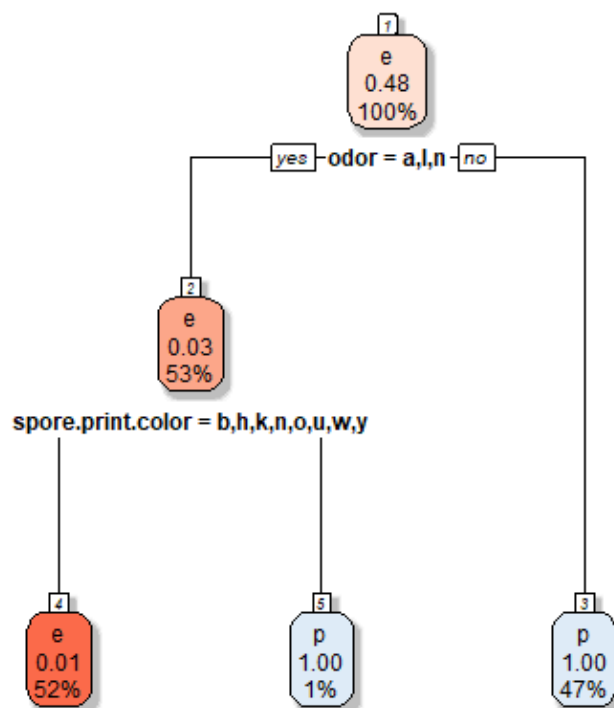 1
e
0.48
100%
yes odor = a,l,n no
2
e
0.03
53%
spore.print.color = b,h,k,n,o,u,w,y
4
e
0.01
52%
5
p
1.00
1%
3
p
1.00
47%